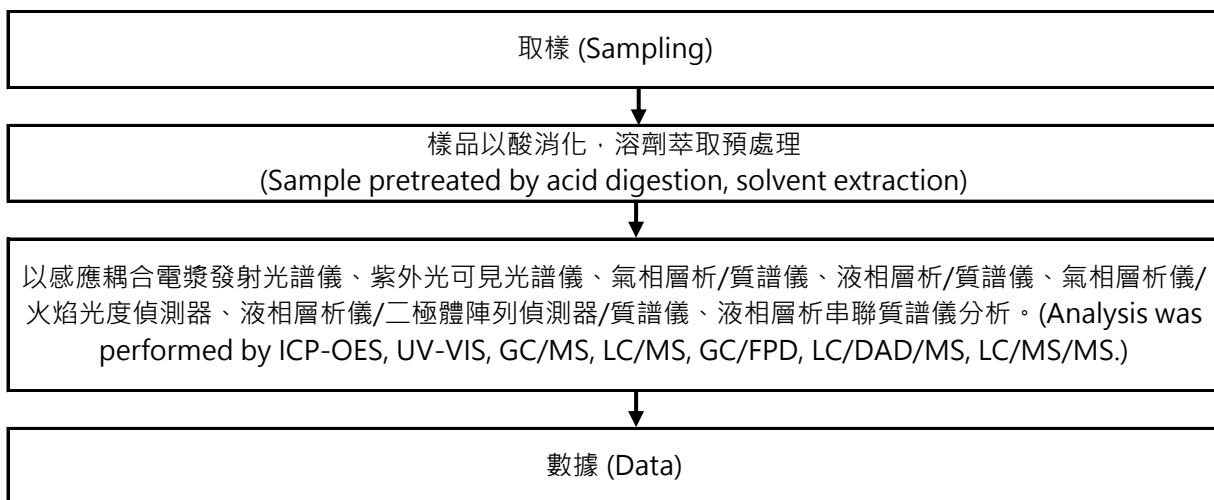 取樣 (Sampling)
樣品以酸消化，溶劑萃取預處理
(Sample pretreated by acid digestion, solvent extraction)
以感應耦合電漿發射光譜儀、紫外光可見光譜儀、氣相層析/質譜儀、液相層析/質譜儀、氣相層析儀/
火焰光度偵測器、液相層析儀/二極體陣列偵測器/質譜儀、液相層析串聯質譜儀分析。(Analysis was
performed by ICP-OES, UV-VIS, GC/MS, LC/MS, GC/FPD, LC/DAD/MS, LC/MS/MS.)
數據 (Data)